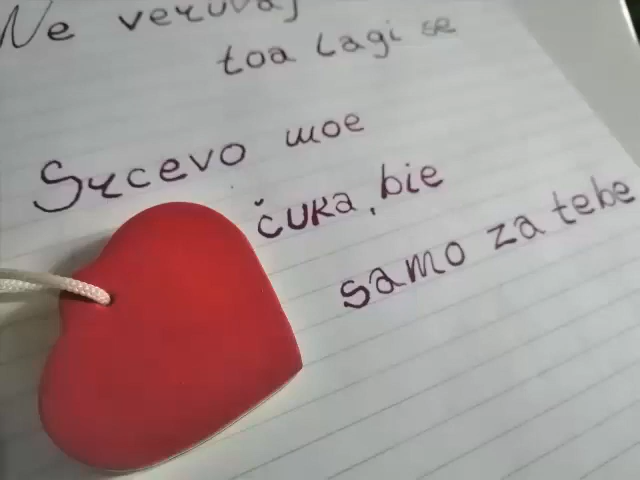 Ne veruvaj
toa lagi se
Srcevo moe
čuka, bie
samo za tebe